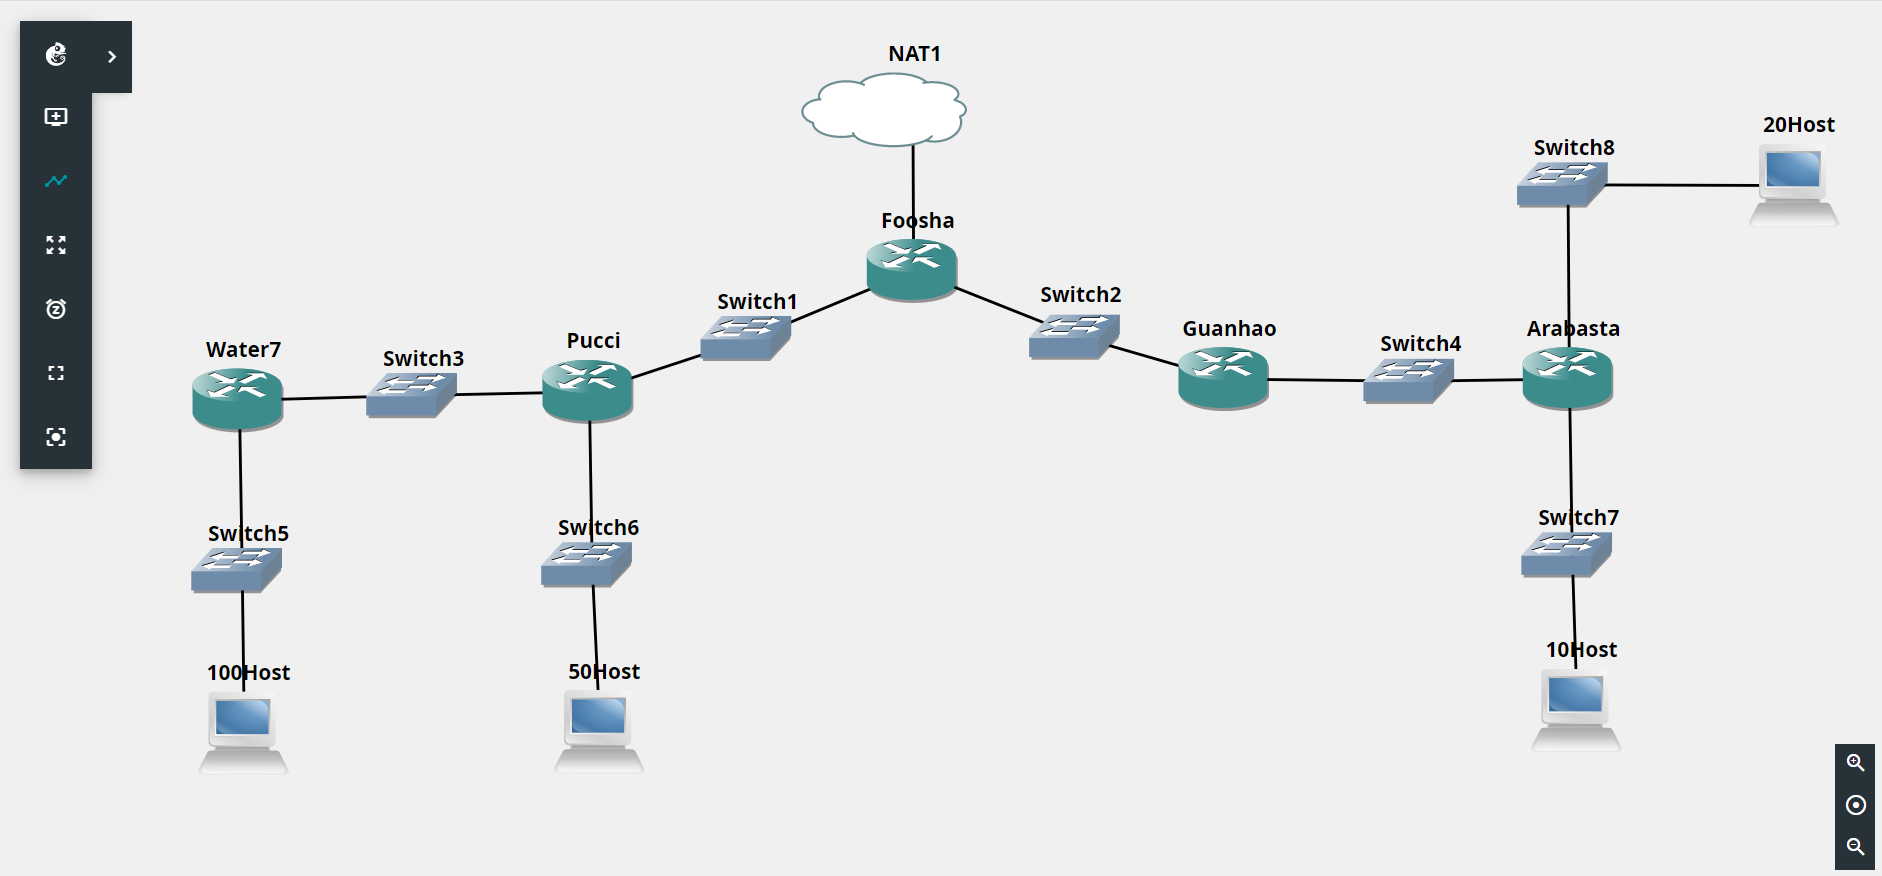 NAT1
20Host
Switch8
Foosha
Switch1
Switch2
Guanhao
Arabasta
Switch4
Pucci
Water7
Switch3
Switch7
Switch6
Switch5
10Host
50Host
100Host